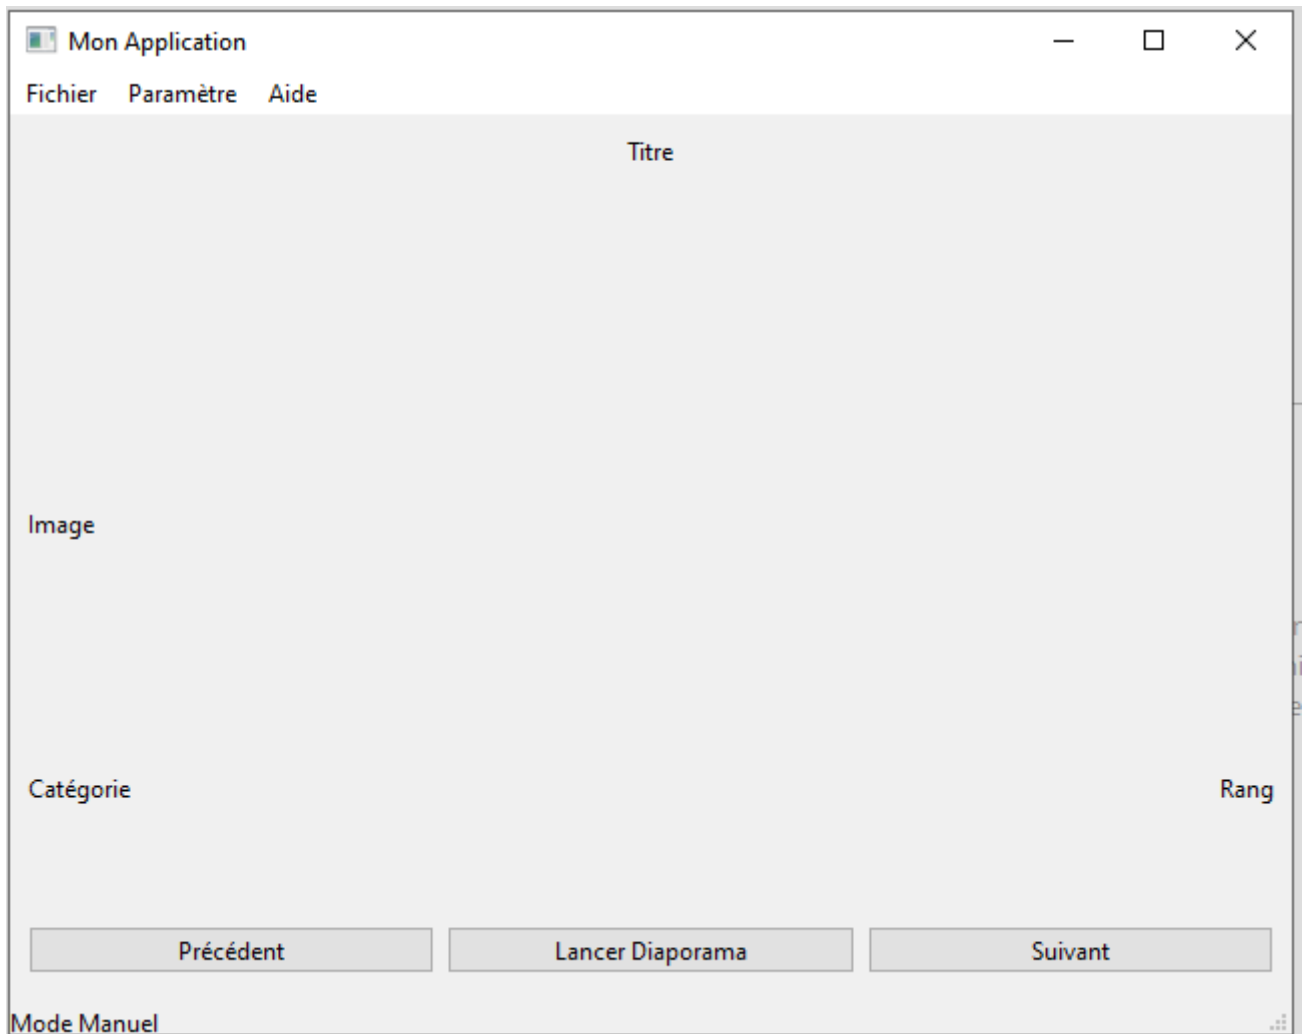 Mon Application
Fichier Paramètre Aide
Titre
Image
Catégorie Rang
Précédent Lancer Diaporama Suivant
Mode Manuel